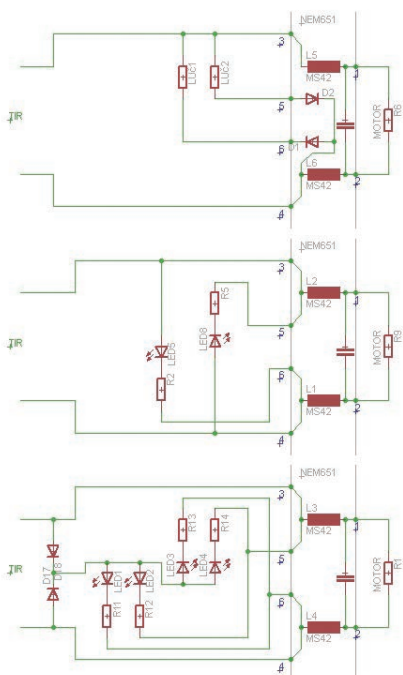 NEM651
3
L5
MS42
1
LUc1
LUc2
D2
5
TIR
D1
6
MOTOR
R6
L6
MS42
2
4
NEM651
3
L2
MS42
1
R5
5
LED8
TIR
R2
6
MOTOR
R9
L1
MS42
2
4
NEM651
3
L3
MS42
1
R13
R14
LED3
LED4
5
TIR
D17
D18
LED1
LED2
R11
R12
6
MOTOR
R1
L4
MS42
2
4